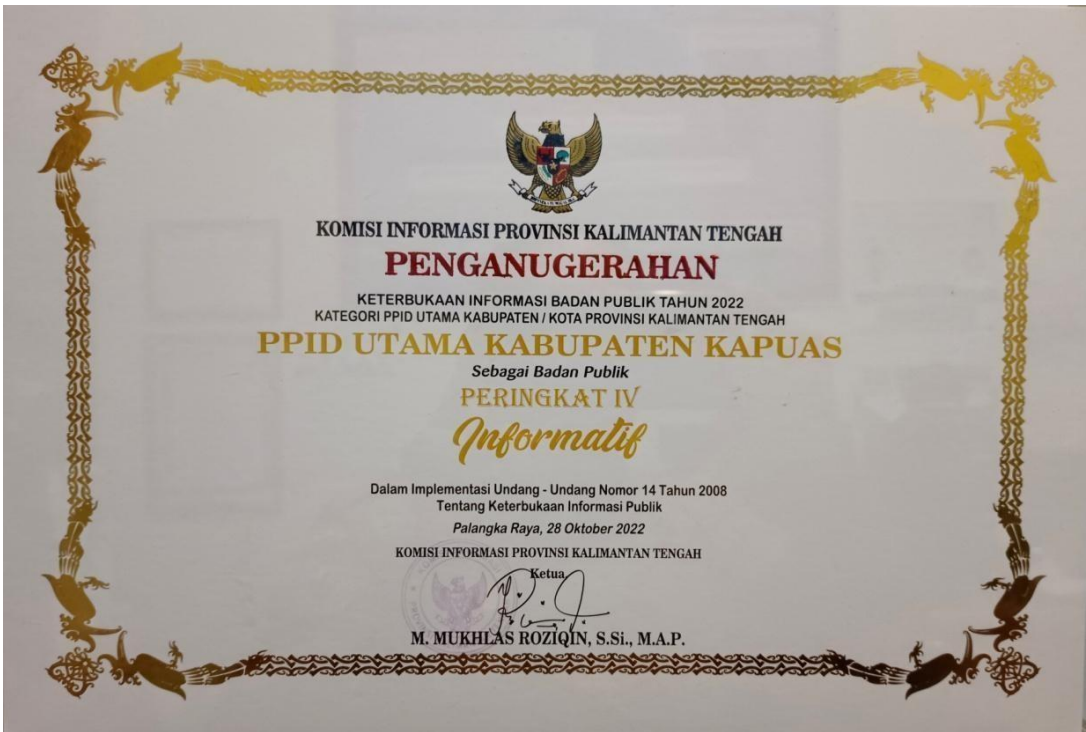 KOMISI INFORMASI PROVINSI KALIMANTAN TENGAH
PENGANUGERAHAN
KETERBUKAAN INFORMASI BADAN PUBLIK TAHUN 2022
KATEGORI PPID UTAMA KABUPATEN / KOTA PROVINSI KALIMANTAN TENGAH
PPID UTAMA KABUPATEN KAPUAS
Sebagai Badan Publik
PERINGKAT IV
Informatif
Dalam Implementasi Undang - Undang Nomor 14 Tahun 2008
Tentang Keterbukaan Informasi Publik
Palangka Raya, 28 Oktober 2022
KOMISI INFORMASI PROVINSI KALIMANTAN TENGAH
Ketua
M. MUKHLAS ROZIQIN, S.Si., M.A.P.